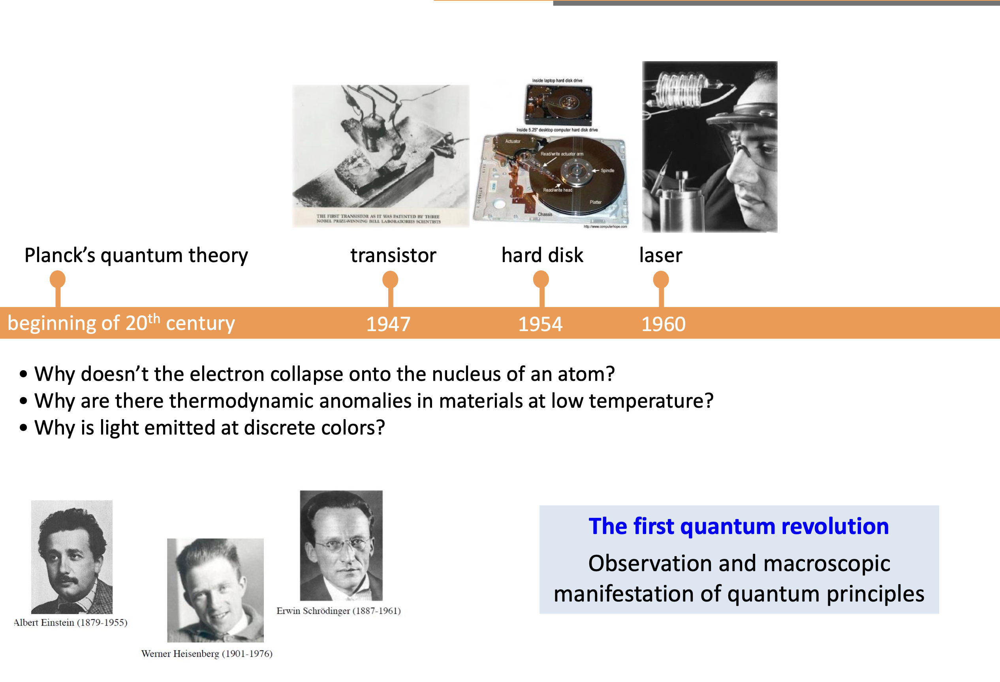 Inside laptop hard disk drive
Inside 5.25" desktop computer hard disk drive
Actuator
Read/write actuator arm
Spindle
Read/write head
Platter
Chassis
http://www.computerhope.com
THE FIRST TRANSISTOR AS IT WAS PATENTED BY THREE
NOBEL PRIZE-WINNING BELL LABORATORIES SCIENTISTS
Planck’s quantum theory
transistor
hard disk
laser
beginning of 20th century
1947
1954
1960
• Why doesn’t the electron collapse onto the nucleus of an atom?
• Why are there thermodynamic anomalies in materials at low temperature?
• Why is light emitted at discrete colors?
Albert Einstein (1879-1955)
Werner Heisenberg (1901-1976)
Erwin Schrödinger (1887-1961)
The first quantum revolution
Observation and macroscopic
manifestation of quantum principles